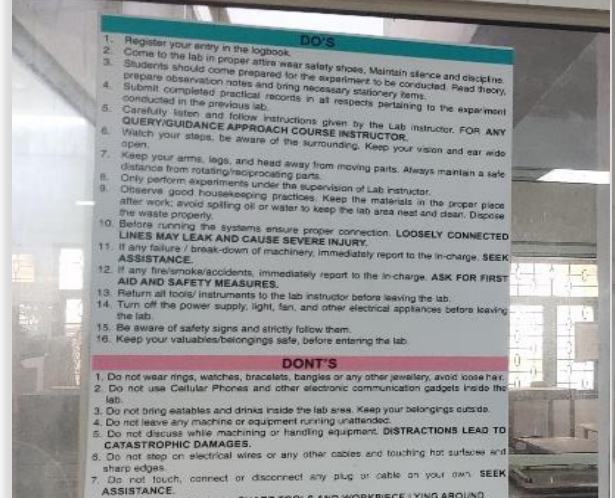 DO'S
1. Register your entry in the logbook.
2. Come to the lab in proper attire wear safety shoes, Maintain silence and discipline.
3. Students should come prepared for the experiment to be conducted. Read theory,
prepare observation notes and bring necessary stationery items.
4. Submit completed practical records in all respects pertaining to the experiment
conducted in the previous lab.
5. Carefully listen and follow instructions given by the Lab instructor. FOR ANY
QUERY/GUIDANCE APPROACH COURSE INSTRUCTOR.
6. Watch your steps, be aware of the surrounding. Keep your vision and ear wide
open.
7. Keep your arms, legs, and head away from moving parts. Always maintain a safe
distance from rotating/reciprocating parts.
8. Only perform experiments under the supervision of Lab instructor.
9. Observe good housekeeping practices. Keep the materials in the proper place
after work; avoid spilling oil or water to keep the lab area neat and clean. Dispose
the waste properly.
10. Before running the systems ensure proper connection. LOOSELY CONNECTED
LINES MAY LEAK AND CAUSE SEVERE INJURY.
11. If any failure / break-down of machinery, immediately report to the In-charge. SEEK
ASSISTANCE.
12. If any fire/smoke/accidents, immediately report to the In-charge. ASK FOR FIRST
AID AND SAFETY MEASURES.
13. Return all tools/ instruments to the lab instructor before leaving the lab.
14. Turn off the power supply, light, fan, and other electrical appliances before leaving
the lab.
15. Be aware of safety signs and strictly follow them.
16. Keep your valuables/belongings safe, before entering the lab.
DONT'S
1. Do not wear rings, watches, bracelets, bangles or any other jewellery, avoid loose hair.
2. Do not use Cellular Phones and other electronic communication gadgets inside the
lab.
3. Do not bring eatables and drinks inside the lab area. Keep your belongings outside.
4. Do not leave any machine or equipment running unattended.
5. Do not discuss while machining or handling equipment. DISTRACTIONS LEAD TO
CATASTROPHIC DAMAGES.
6. Do not step on electrical wires or any other cables and touching hot surfaces and
sharp edges.
7. Do not touch, connect or disconnect any plug or cable on your own. SEEK
ASSISTANCE.
TOOLS AND WORKPIECE LYING AROUND